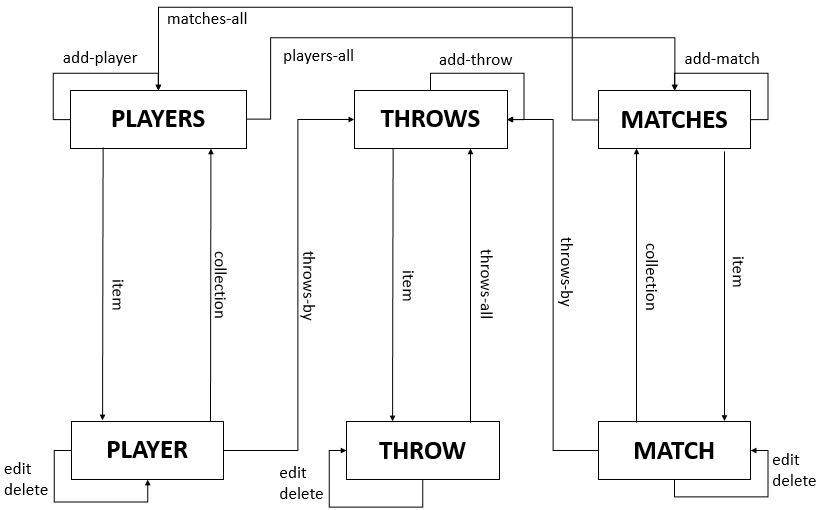 matches-all
add-player
players-all
add-throw
add-match
PLAYERS
THROWS
MATCHES
item
collection
throws-by
item
throws-all
throws-by
collection
item
PLAYER
THROW
MATCH
edit
delete
edit
delete
edit
delete